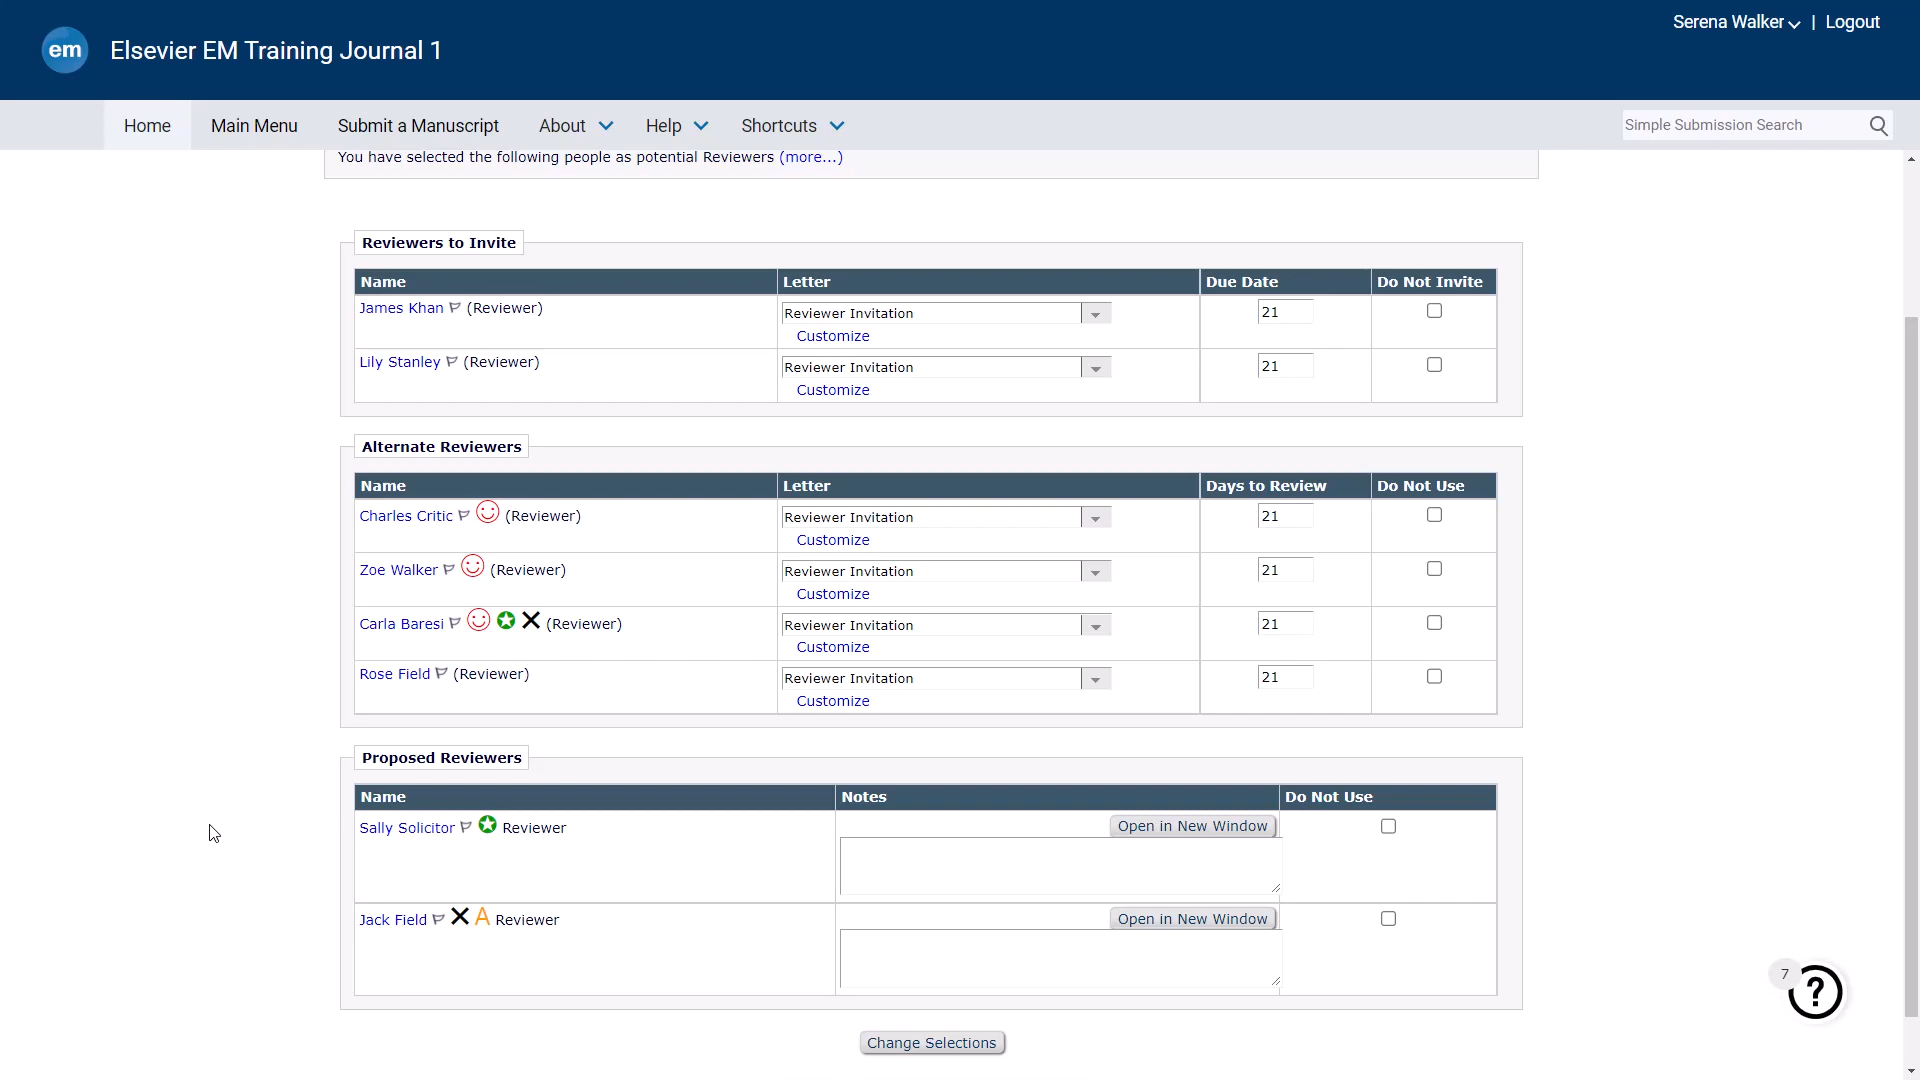 Serena Walker | Logout
em Elsevier EM Training Journal 1
Home Main Menu Submit a Manuscript About Help Shortcuts Simple Submission Search
You have selected the following people as potential Reviewers (more...)
Reviewers to Invite
Name Letter Due Date Do Not Invite
James Khan (Reviewer) Reviewer Invitation 21
Customize
Lily Stanley (Reviewer) Reviewer Invitation 21
Customize
Alternate Reviewers
Name Letter Days to Review Do Not Use
Charles Critic (Reviewer) Reviewer Invitation 21
Customize
Zoe Walker (Reviewer) Reviewer Invitation 21
Customize
Carla Baresi (Reviewer) Reviewer Invitation 21
Customize
Rose Field (Reviewer) Reviewer Invitation 21
Customize
Proposed Reviewers
Name Notes Do Not Use
Sally Solicitor Reviewer Open in New Window
Jack Field A Reviewer Open in New Window
7 ?
Change Selections